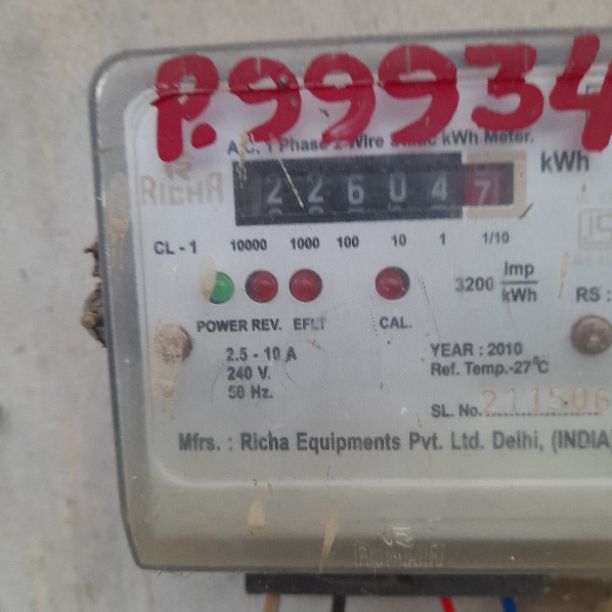 P.99934
A.C. 1 Phase 2 Wire Static kWh Meter.
RICHA
226047 kWh
CL - 1 10000 1000 100 10 1 1/10
3200 Imp/kWh
RS :
POWER REV. EFLT CAL.
2.5 - 10 A
240 V.
50 Hz.
YEAR : 2010
Ref. Temp.-27°C
SL. No. 211506
Mfrs. : Richa Equipments Pvt. Ltd. Delhi, (INDIA)